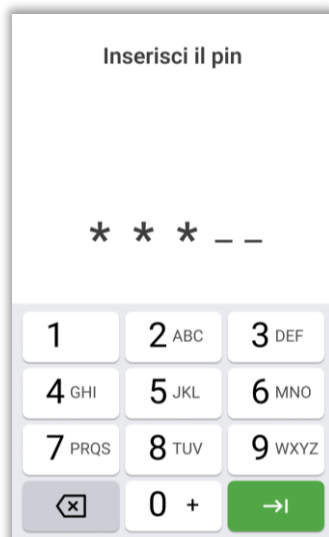 Inserisci il pin
* * * _ _
1 2 ABC 3 DEF
4 GHI 5 JKL 6 MNO
7 PRQS 8 TUV 9 WXYZ
0 +